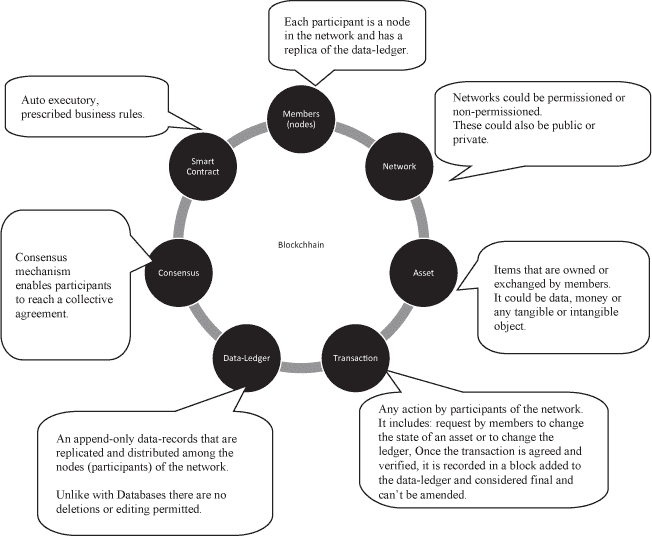 Each participant is a node
in the network and has a
replica of the data-ledger.
Auto executory,
prescribed business rules.
Members
(nodes)
Networks could be permissioned or
non-permissioned.
These could also be public or
private.
Smart
Contract
Network
Blockchhain
Consensus
mechanism
enables participants
to reach a collective
agreement.
Consensus
Asset
Items that are owned or
exchanged by members.
It could be data, money or
any tangible or intangible
object.
Data-Ledger
Transaction
An append-only data-records that are
replicated and distributed among the
nodes (participants) of the network.
Unlike with Databases there are no
deletions or editing permitted.
Any action by participants of the network.
It includes: request by members to change
the state of an asset or to change the
ledger, Once the transaction is agreed and
verified, it is recorded in a block added to
the data-ledger and considered final and
can't be amended.